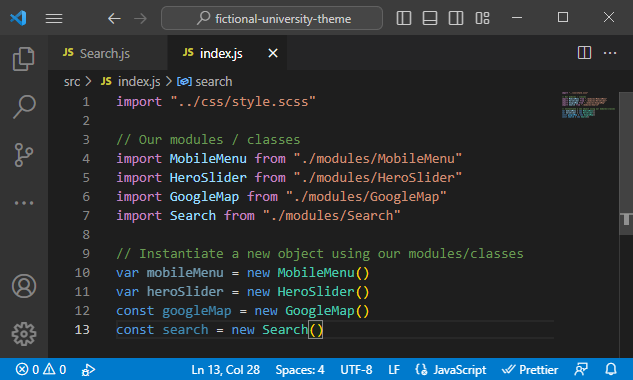 fictional-university-theme
JS Search.js
JS index.js
src > JS index.js > search
1 import "../css/style.scss"
2
3 // Our modules / classes
4 import MobileMenu from "./modules/MobileMenu"
5 import HeroSlider from "./modules/HeroSlider"
6 import GoogleMap from "./modules/GoogleMap"
7 import Search from "./modules/Search"
8
9 // Instantiate a new object using our modules/classes
10 var mobileMenu = new MobileMenu()
11 var heroSlider = new HeroSlider()
12 const googleMap = new GoogleMap()
13 const search = new Search()
0 0 Ln 13, Col 28 Spaces: 4 UTF-8 LF {} JavaScript Prettier